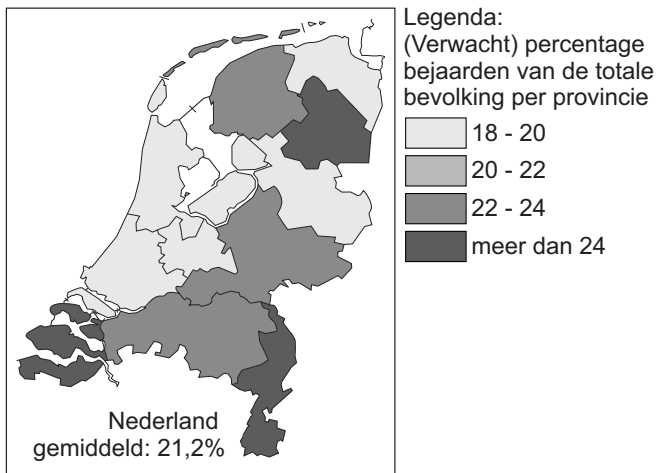 Legenda:
(Verwacht) percentage
bejaarden van de totale
bevolking per provincie
18 - 20
20 - 22
22 - 24
meer dan 24
Nederland
gemiddeld: 21,2%